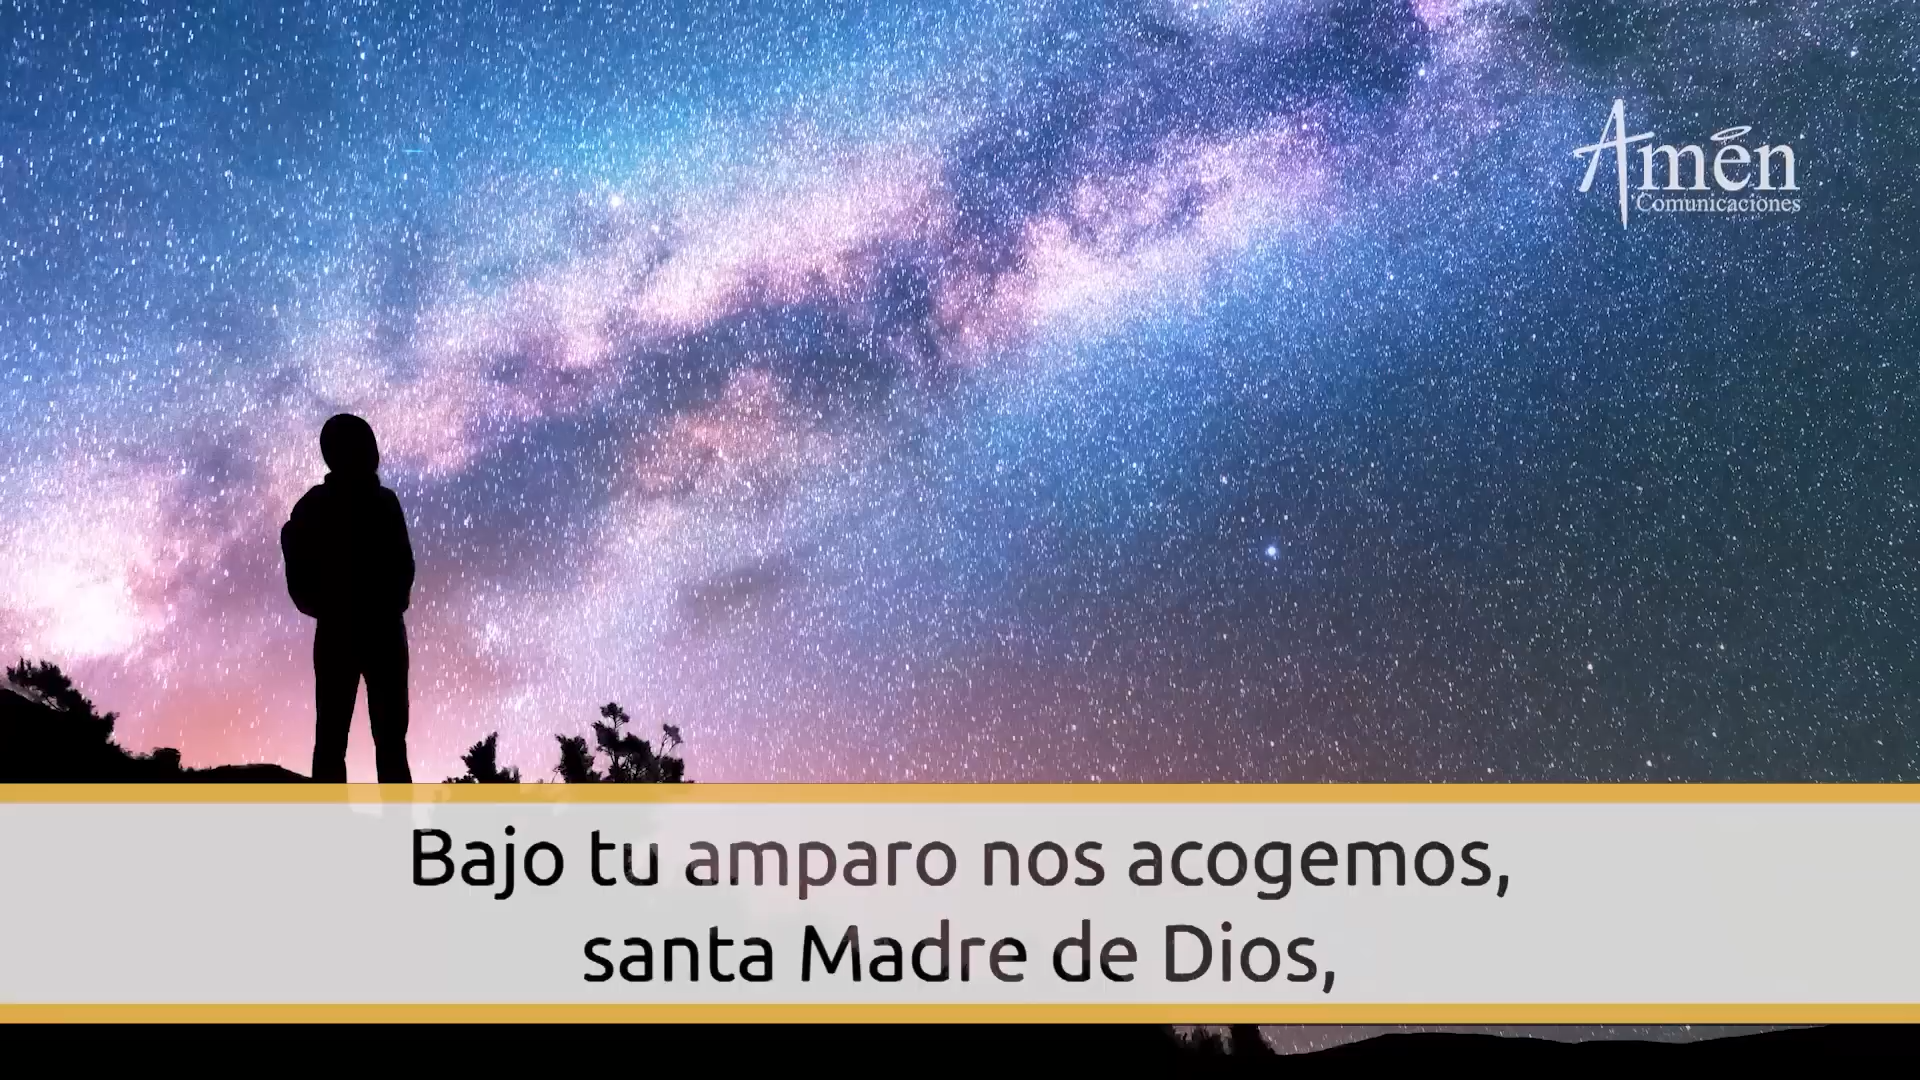 Amén
Comunicaciones
Bajo tu amparo nos acogemos,
santa Madre de Dios,